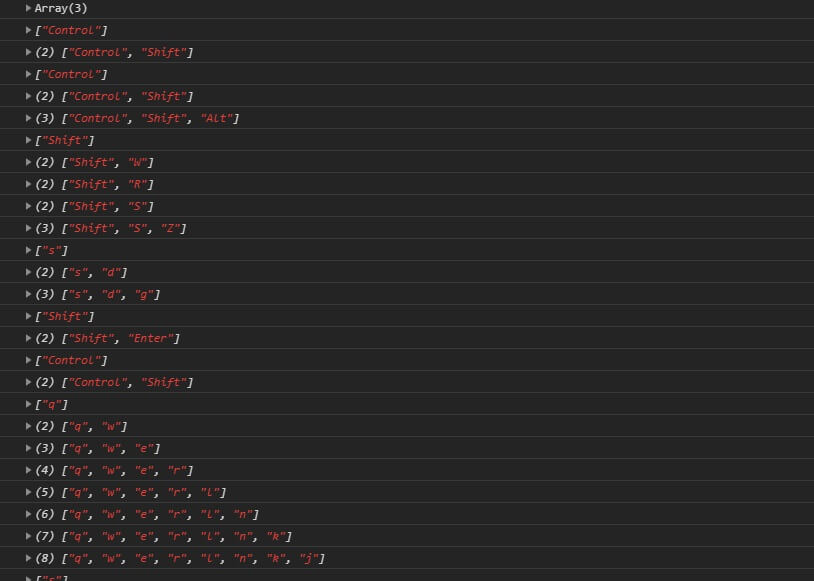 Array(3)
["Control"]
(2) ["Control", "Shift"]
["Control"]
(2) ["Control", "Shift"]
(3) ["Control", "Shift", "Alt"]
["Shift"]
(2) ["Shift", "W"]
(2) ["Shift", "R"]
(2) ["Shift", "S"]
(3) ["Shift", "S", "Z"]
["s"]
(2) ["s", "d"]
(3) ["s", "d", "g"]
["Shift"]
(2) ["Shift", "Enter"]
["Control"]
(2) ["Control", "Shift"]
["q"]
(2) ["q", "w"]
(3) ["q", "w", "e"]
(4) ["q", "w", "e", "r"]
(5) ["q", "w", "e", "r", "l"]
(6) ["q", "w", "e", "r", "l", "n"]
(7) ["q", "w", "e", "r", "l", "n", "k"]
(8) ["q", "w", "e", "r", "l", "n", "k", "j"]